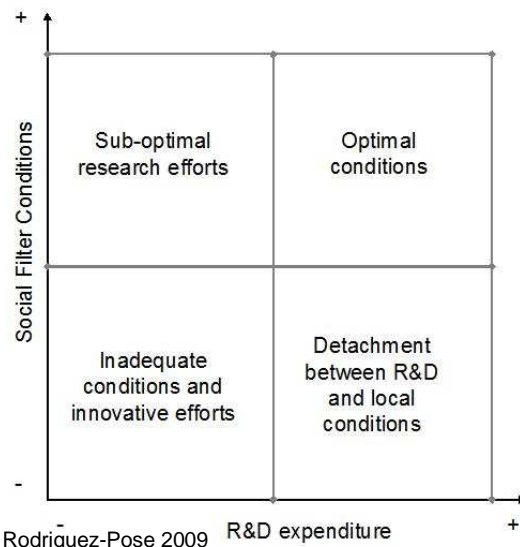 +
Social Filter Conditions
Sub-optimal
research efforts
Optimal
conditions
Inadequate
conditions and
innovative efforts
Detachment
between R&D
and local
conditions
-
-
R&D expenditure
+
Rodriguez-Pose 2009